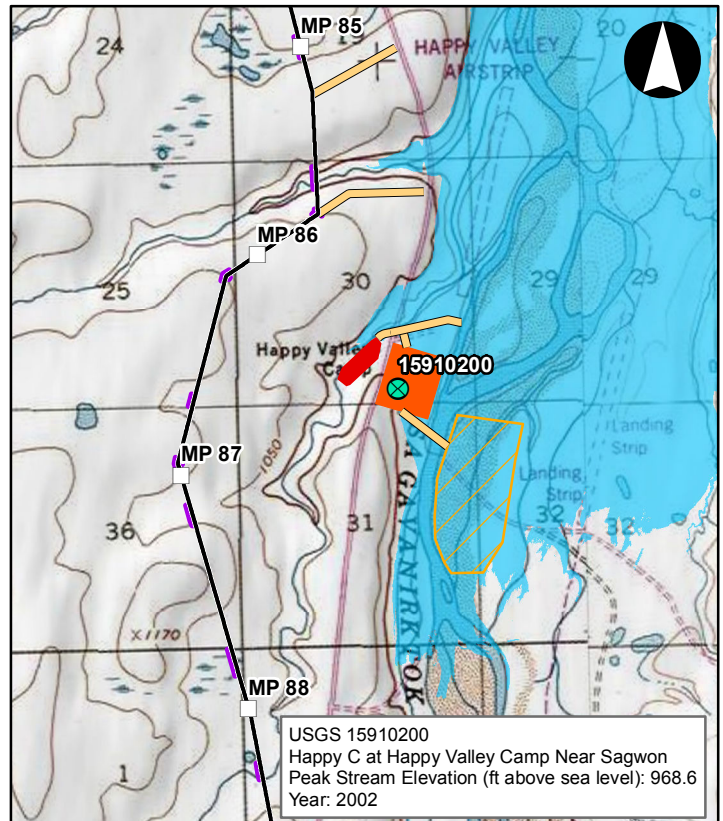 MP 85
24
19
20
HAPPY VALLEY
AIRSTRIP
MP 86
25
30
29
29
Happy Valley
15910200
1050
MP 87
Landing
Strip
Landing
Strip
36
31
32
32
X1170
MP 88
1
USGS 15910200
Happy C at Happy Valley Camp Near Sagwon
Peak Stream Elevation (ft above sea level): 968.6
Year: 2002